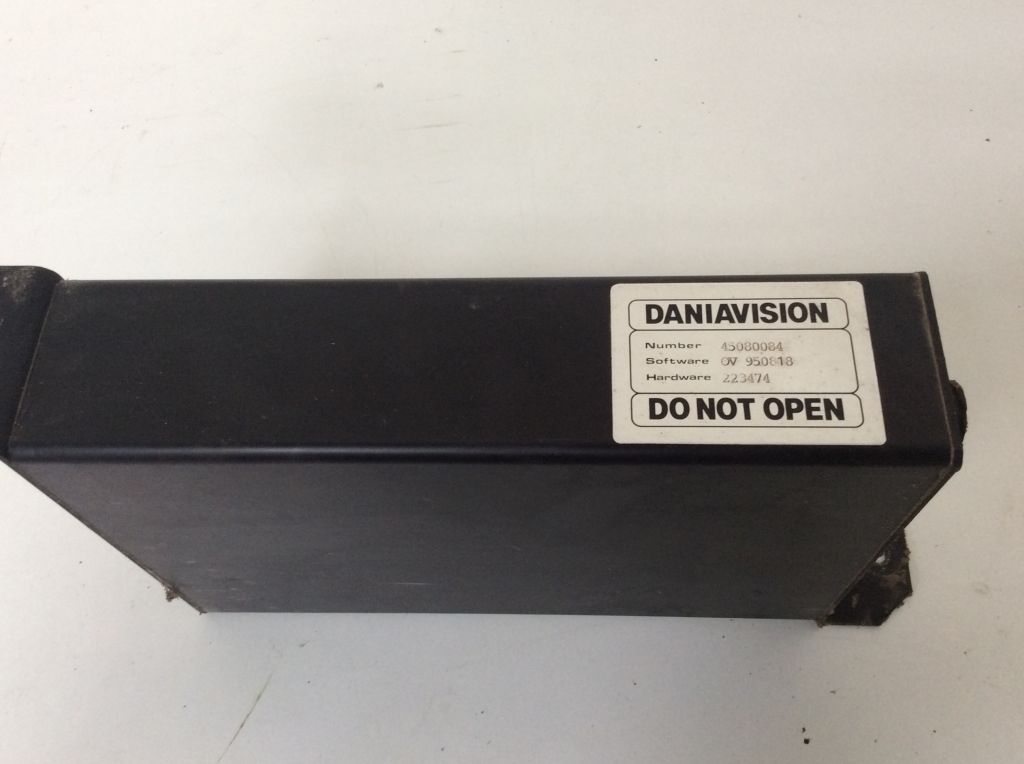 DANIAVISION
Number 45080084
Software OV 950818
Hardware 223474
DO NOT OPEN